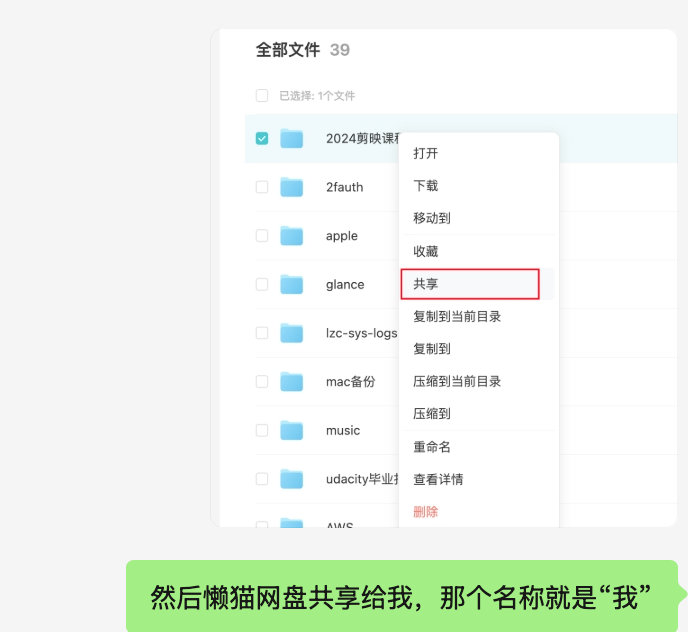 全部文件 39
已选择: 1个文件
2024剪映课
打开
2fauth
下载
移动到
apple
收藏
glance
共享
复制到当前目录
lzc-sys-logs
复制到
mac备份
压缩到当前目录
压缩到
music
重命名
udacity毕业
查看详情
删除
AWS
然后懒猫网盘共享给我，那个名称就是“我”